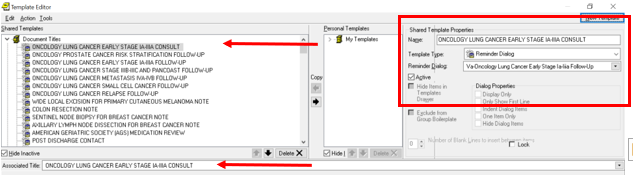 Template Editor
Edit Action Tools
New Template
Shared Templates
Document Titles
ONCOLOGY LUNG CANCER EARLY STAGE IA-IIIA CONSULT
ONCOLOGY PROSTATE CANCER RISK STRATIFICATION FOLLOW-UP
ONCOLOGY LUNG CANCER EARLY STAGE IA-IIIA FOLLOW-UP
ONCOLOGY LUNG CANCER STAGE IIIB-IIIC AND PANCOAST FOLLOW-UP
ONCOLOGY LUNG CANCER METASTASIS IVA-IVB FOLLOW-UP
ONCOLOGY LUNG CANCER SMALL CELL CANCER FOLLOW-UP
ONCOLOGY LUNG CANCER RELAPSE FOLLOW-UP
WIDE LOCAL EXCISION FOR PRIMARY CUTANEOUS MELANOMA NOTE
COLON RESECTION NOTE
SENTINEL NODE BIOPSY FOR BREAST CANCER NOTE
AXILLARY LYMPH NODE DISSECTION FOR BREAST CANCER NOTE
AMERICAN GERIATRIC SOCIETY (AGS) MEDICATION REVIEW
POST DISCHARGE CONTACT
Hide Inactive
Delete
Copy
Personal Templates
My Templates
Hide I
Delete
Shared Template Properties
Name: ONCOLOGY LUNG CANCER EARLY STAGE IA-IIIA CONSULT
Template Type: Reminder Dialog
Reminder Dialog: Va-Oncology Lung Cancer Early Stage Ia-Iiia Follow-Up
Active
Hide Items in Templates Drawer
Dialog Properties
Display Only
Only Show First Line
Indent Dialog Items
One Item Only
Hide Dialog Items
Exclude from Group Boilerplate
0
Number of Blank Lines to insert between items
Lock
Associated Title: ONCOLOGY LUNG CANCER EARLY STAGE IA-IIIA CONSULT